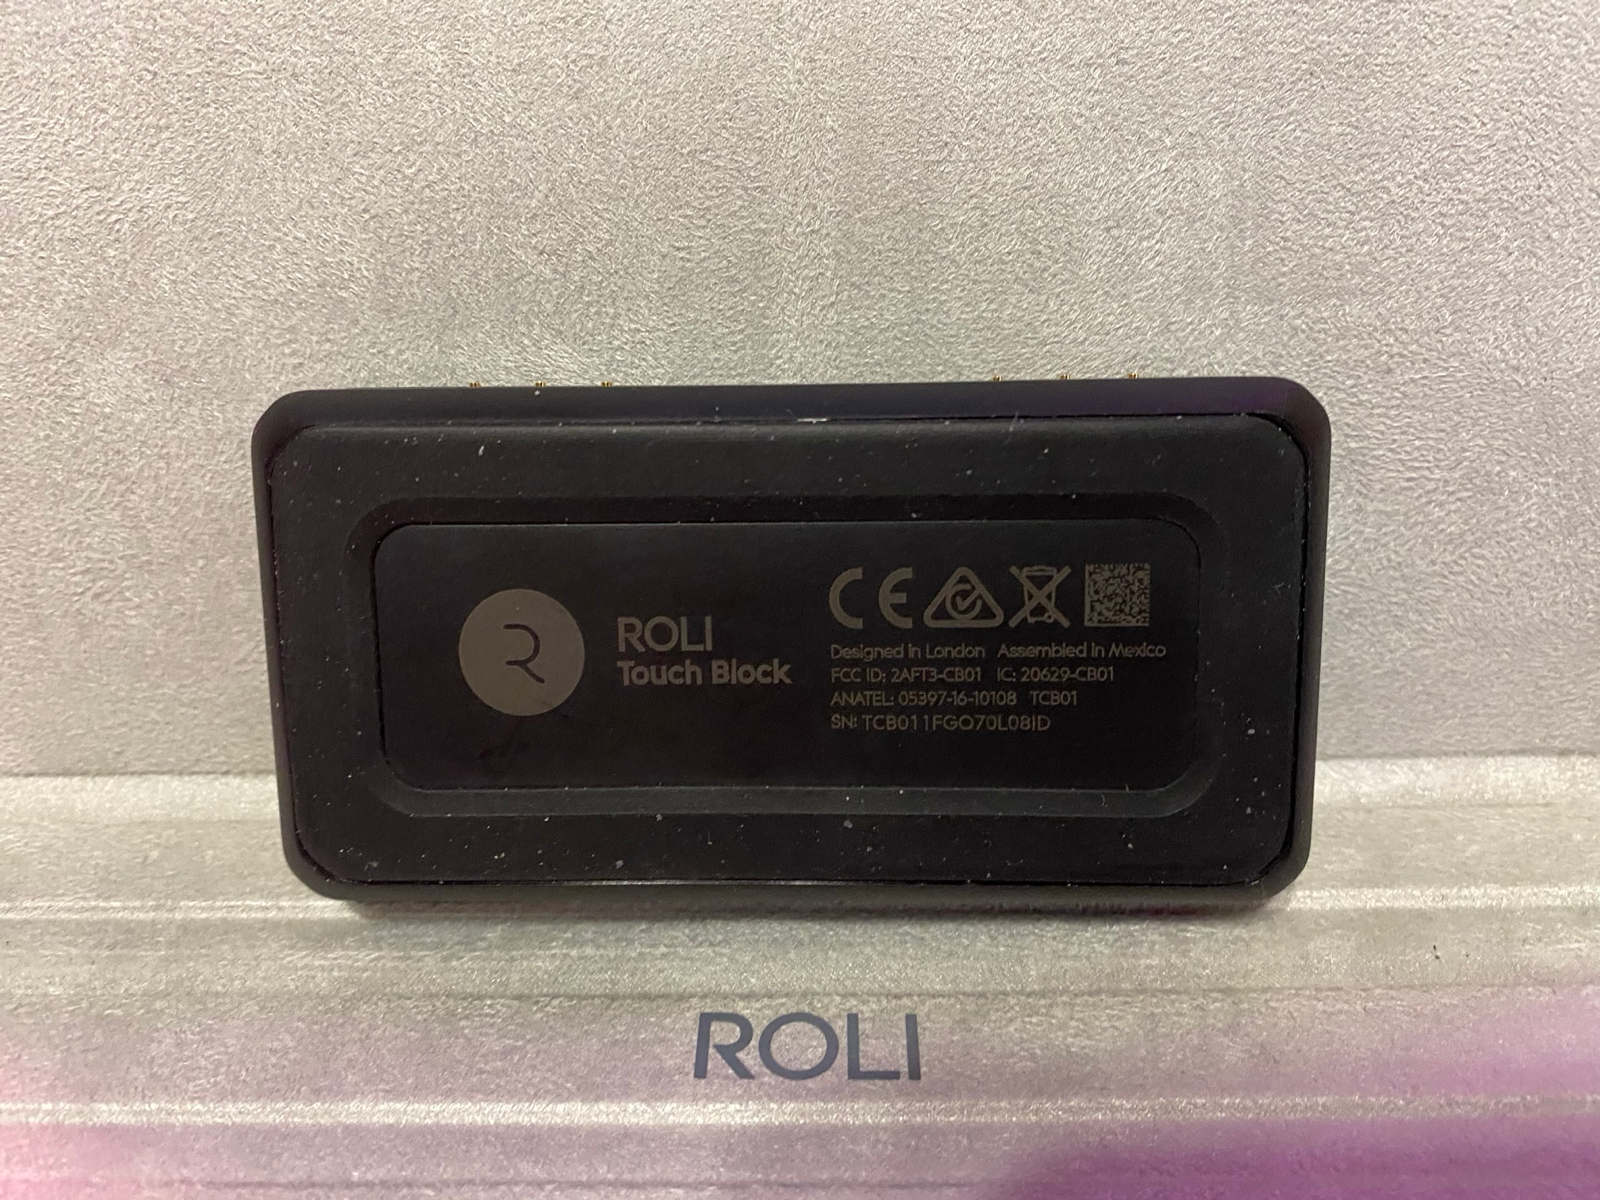 R
ROLI
Touch Block
CE
Designed in London Assembled in Mexico
FCC ID: 2AFT3-CB01 IC: 20629-CB01
ANATEL: 05397-16-10108 TCB01
SN: TCB011FGO70L08ID
ROLI